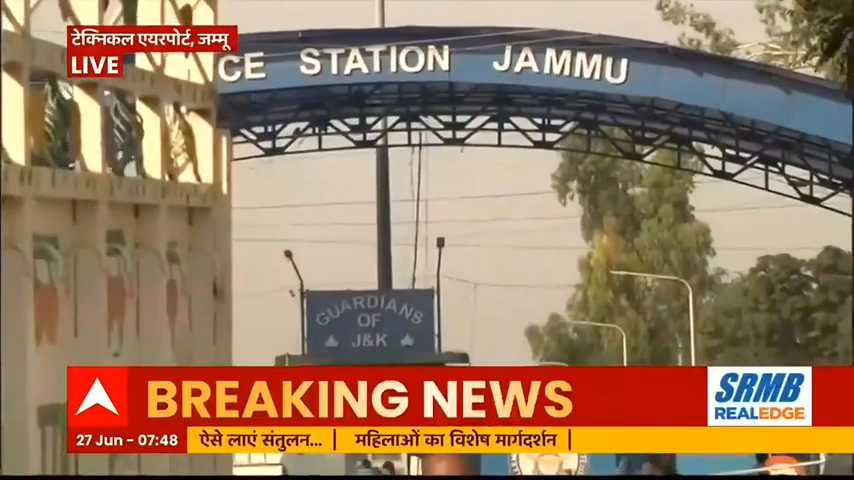 टेक्निकल एयरपोर्ट, जम्मू
LIVE
CE STATION JAMMU
GUARDIANS
OF
J&K
BREAKING NEWS
SRMB
REALEDGE
27 Jun - 07:48
ऐसे लाएं संतुलन... | महिलाओं का विशेष मार्गदर्शन |